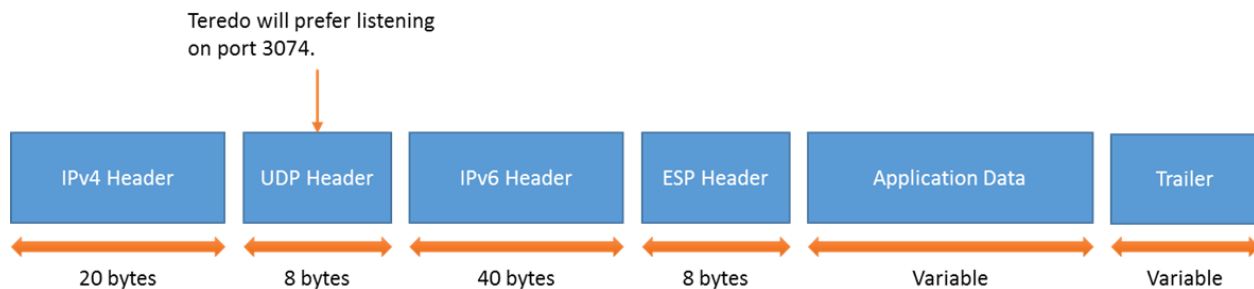 Teredo will prefer listening
on port 3074.
IPv4 Header
UDP Header
IPv6 Header
ESP Header
Application Data
Trailer
20 bytes
8 bytes
40 bytes
8 bytes
Variable
Variable